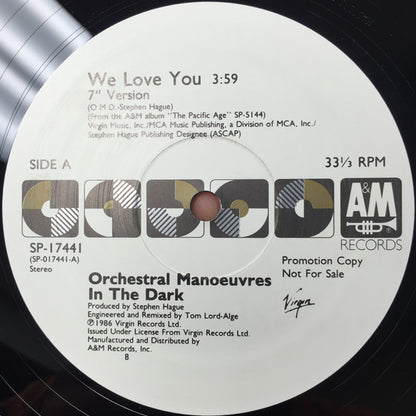 We Love You 3:59
7" Version
(O.M.D.-Stephen Hague)
(From the A&M album "The Pacific Age" SP-5144)
Virgin Music, Inc./MCA Music Publishing, a Division of MCA, Inc./
Stephen Hague Publishing Designee (ASCAP)
SIDE A
33⅓ RPM
A&M
RECORDS
SP-17441
(SP-017441-A)
Stereo
Promotion Copy
Not For Sale
Orchestral Manoeuvres
In The Dark
Produced by Stephen Hague
Engineered and Remixed by Tom Lord-Alge
℗1986 Virgin Records Ltd.
Issued Under License From Virgin Records Ltd.
Manufactured and Distributed by
A&M Records, Inc.
B
Virgin